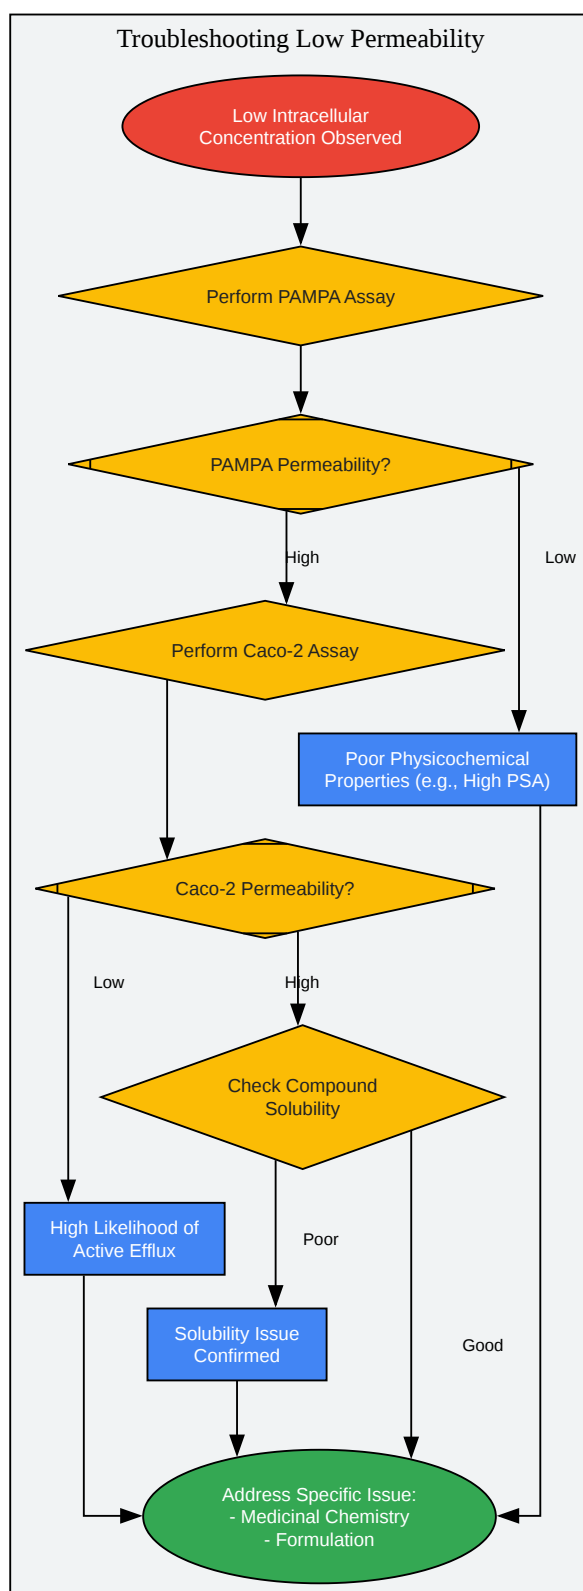 Troubleshooting Low Permeability
Low Intracellular
Concentration Observed
Perform PAMPA Assay
PAMPA Permeability?
High
Low
Perform Caco-2 Assay
Poor Physicochemical
Properties (e.g., High PSA)
Caco-2 Permeability?
Low
High
Check Compound
Solubility
High Likelihood of
Active Efflux
Poor
Solubility Issue
Confirmed
Good
Address Specific Issue:
- Medicinal Chemistry
- Formulation